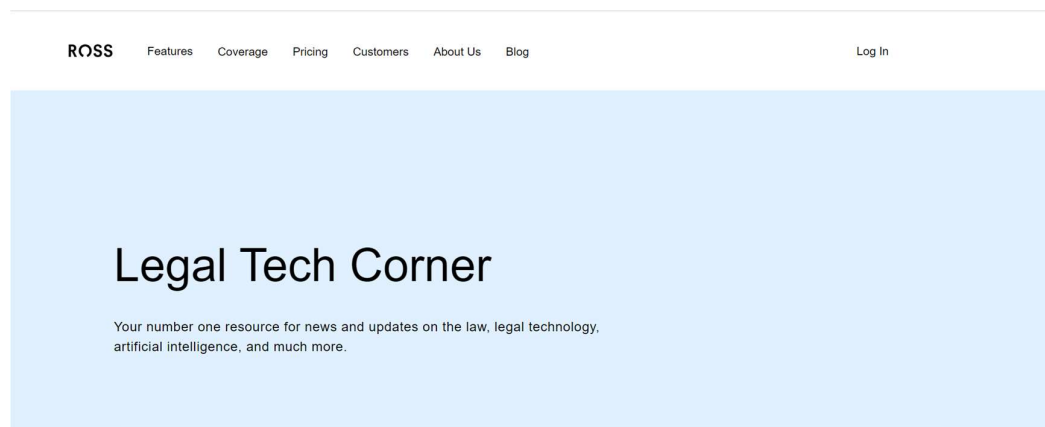 ROSS Features Coverage Pricing Customers About Us Blog Log In
Legal Tech Corner
Your number one resource for news and updates on the law, legal technology,
artificial intelligence, and much more.